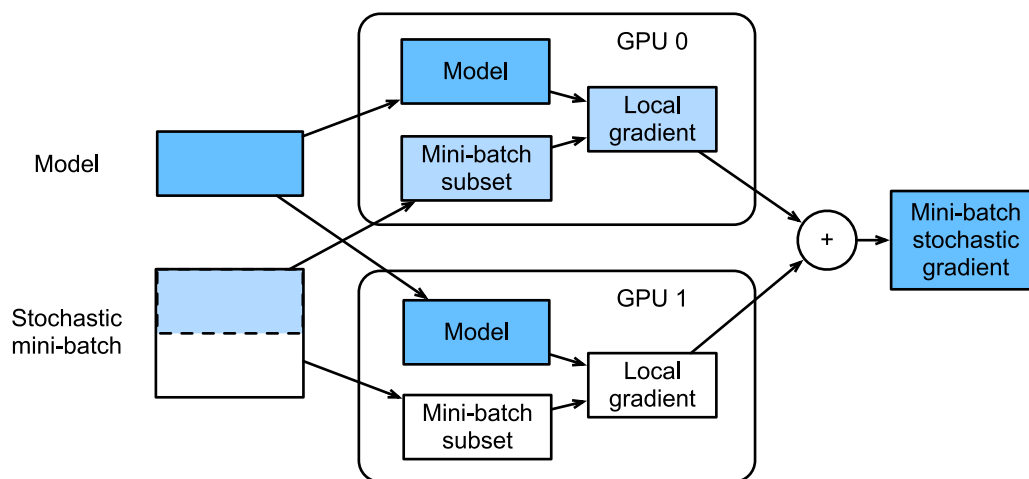 Model
Stochastic
mini-batch
GPU 0
Model
Mini-batch
subset
Local
gradient
GPU 1
Model
Mini-batch
subset
Local
gradient
+
Mini-batch
stochastic
gradient